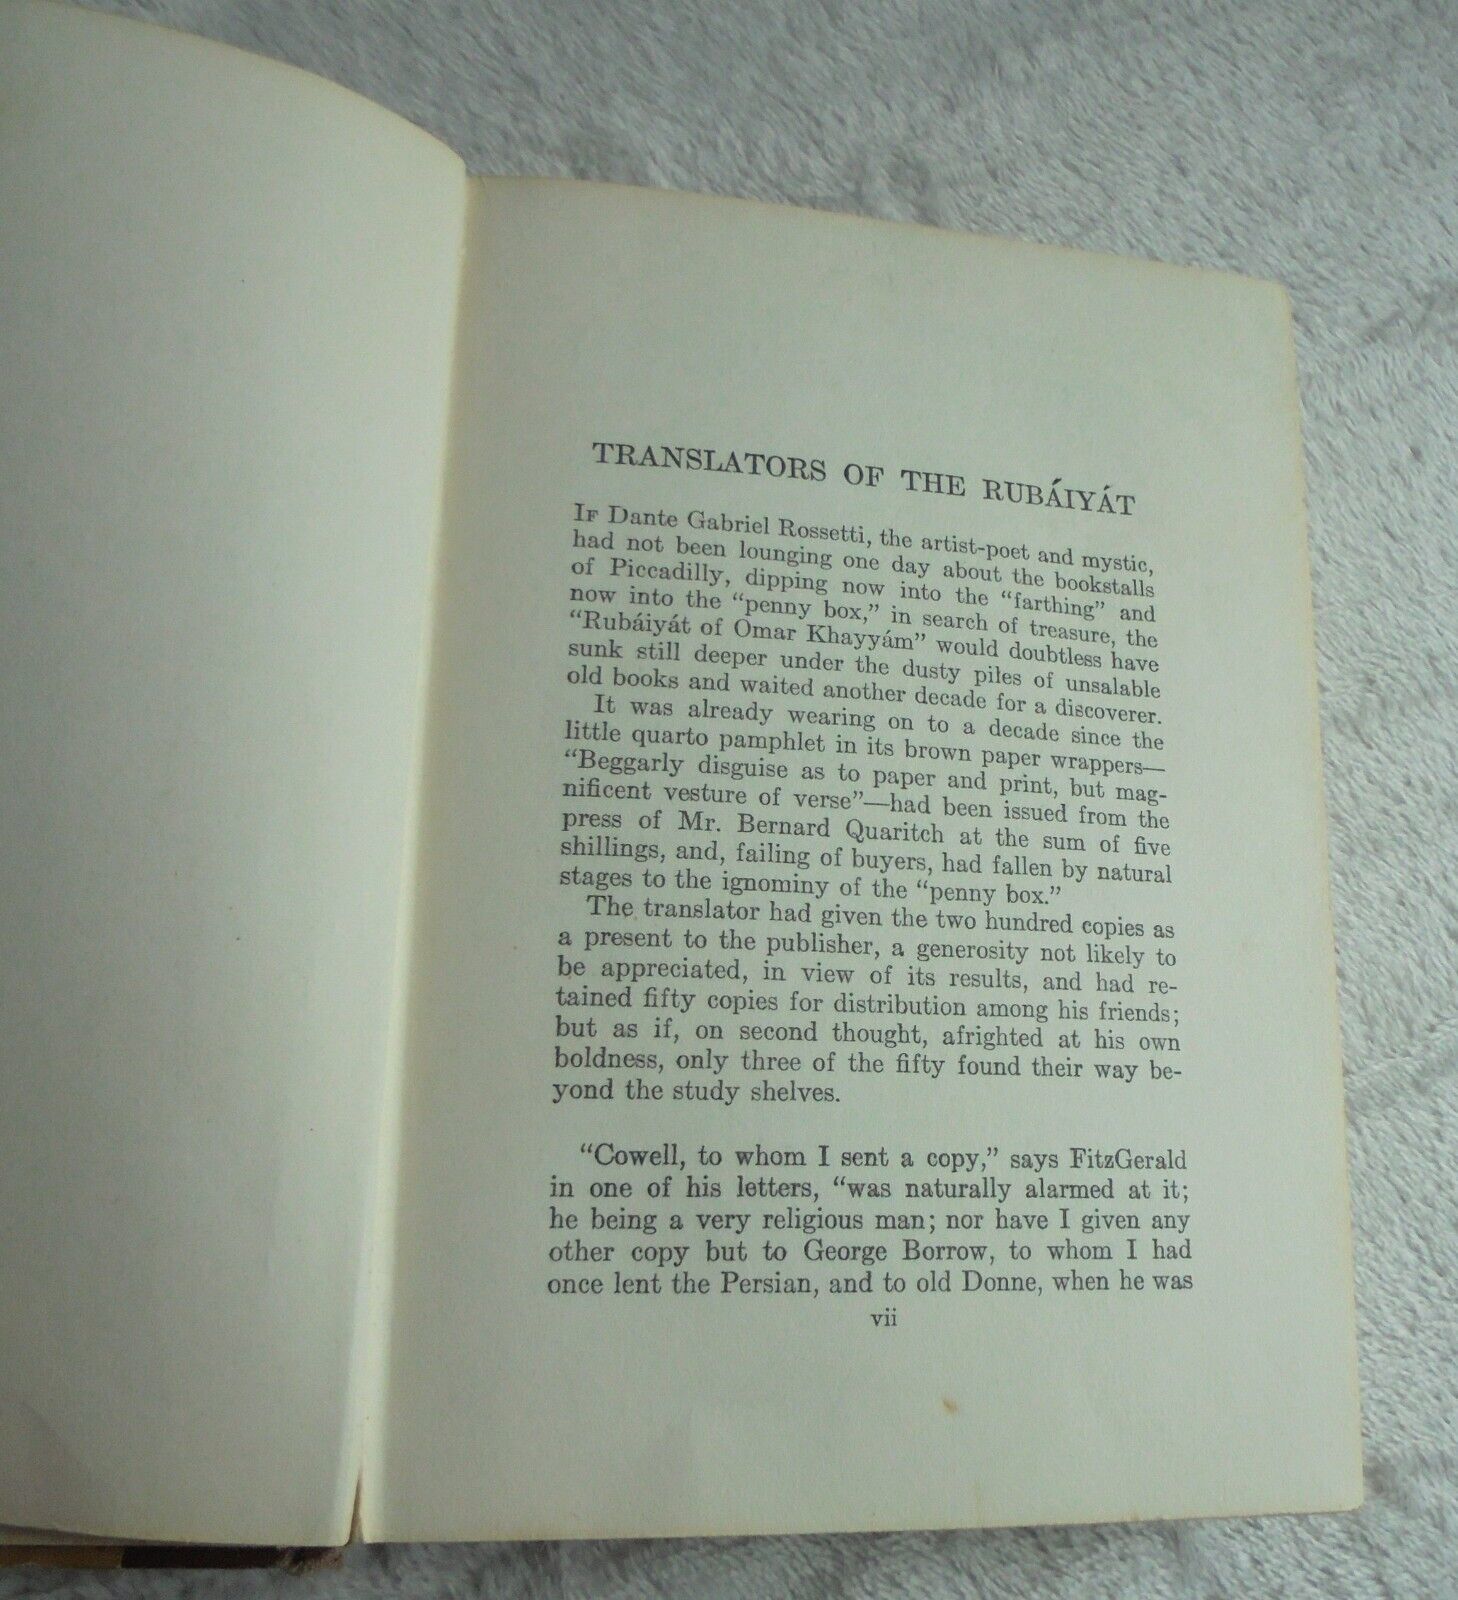 TRANSLATORS OF THE RUBÁIYÁT
IF Dante Gabriel Rossetti, the artist-poet and mystic,
had not been lounging one day about the bookstalls
of Piccadilly, dipping now into the “farthing” and
now into the “penny box,” in search of treasure, the
“Rubáiyát of Omar Khayyám” would doubtless have
sunk still deeper under the dusty piles of unsalable
old books and waited another decade for a discoverer.
It was already wearing on to a decade since the
little quarto pamphlet in its brown paper wrappers—
“Beggarly disguise as to paper and print, but mag-
nificent vesture of verse”—had been issued from the
press of Mr. Bernard Quaritch at the sum of five
shillings, and, failing of buyers, had fallen by natural
stages to the ignominy of the “penny box.”
The translator had given the two hundred copies as
a present to the publisher, a generosity not likely to
be appreciated, in view of its results, and had re-
tained fifty copies for distribution among his friends;
but as if, on second thought, afrighted at his own
boldness, only three of the fifty found their way be-
yond the study shelves.
“Cowell, to whom I sent a copy,” says FitzGerald
in one of his letters, “was naturally alarmed at it;
he being a very religious man; nor have I given any
other copy but to George Borrow, to whom I had
once lent the Persian, and to old Donne, when he was
vii